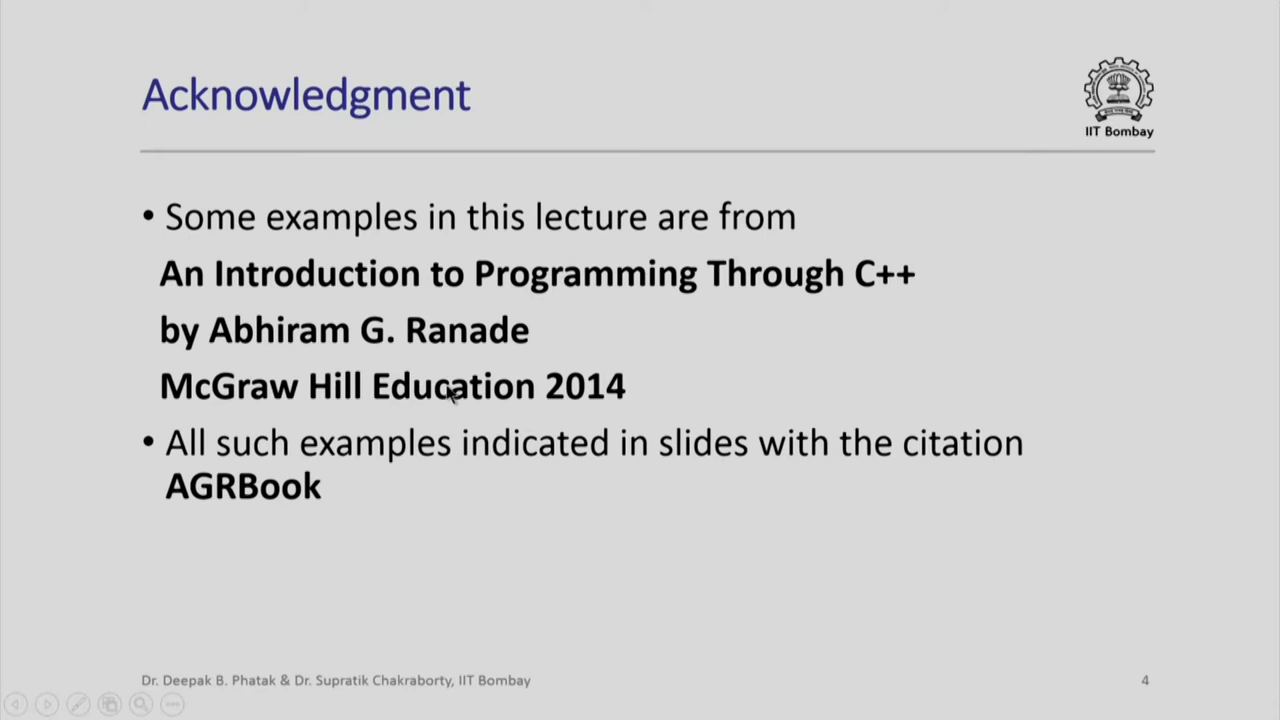 Acknowledgment
IIT Bombay
• Some examples in this lecture are from
An Introduction to Programming Through C++
by Abhiram G. Ranade
McGraw Hill Education 2014
• All such examples indicated in slides with the citation
AGRBook
Dr. Deepak B. Phatak & Dr. Supratik Chakraborty, IIT Bombay
4